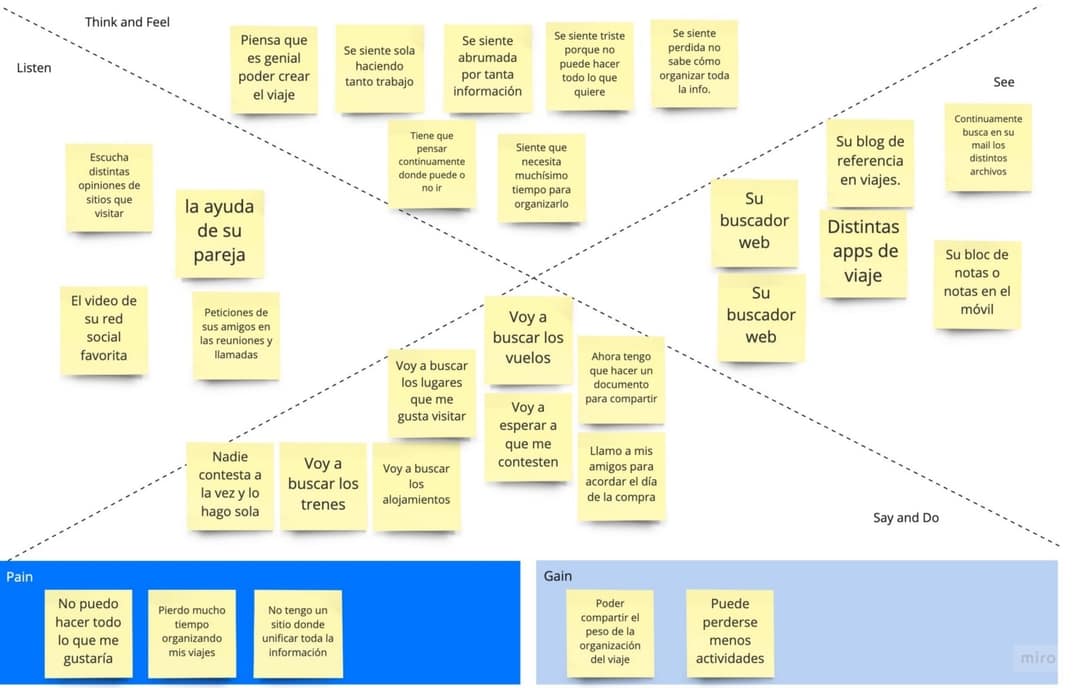 Think and Feel
Piensa que
es genial
poder crear
el viaje
Se siente sola
haciendo
tanto trabajo
Se siente
abrumada
por tanta
información
Se siente triste
porque no
puede hacer
todo lo que
quiere
Se siente
perdida no
sabe cómo
organizar toda
la info.
Tiene que
pensar
continuamente
donde puede o
no ir
Siente que
necesita
muchísimo
tiempo para
organizarlo
Listen
Escucha
distintas
opiniones de
sitios que
visitar
la ayuda
de su
pareja
El video de
su red
social
favorita
Peticiones de
sus amigos en
las reuniones y
llamadas
See
Continuamente
busca en su
mail los
distintos
archivos
Su blog de
referencia
en viajes.
Su
buscador
web
Distintas
apps de
viaje
Su bloc de
notas o
notas en el
móvil
Su
buscador
web
Voy a
buscar los
vuelos
Ahora tengo
que hacer un
documento
para compartir
Voy a buscar
los lugares
que me
gusta visitar
Voy a
esperar a
que me
contesten
Llamo a mis
amigos para
acordar el día
de la compra
Nadie
contesta a
la vez y lo
hago sola
Voy a
buscar los
trenes
Voy a buscar
los
alojamientos
Say and Do
Pain
No puedo
hacer todo
lo que me
gustaría
Pierdo mucho
tiempo
organizando
mis viajes
No tengo un
sitio donde
unificar toda la
información
Gain
Poder
compartir el
peso de la
organización
del viaje
Puede
perderse
menos
actividades
miro